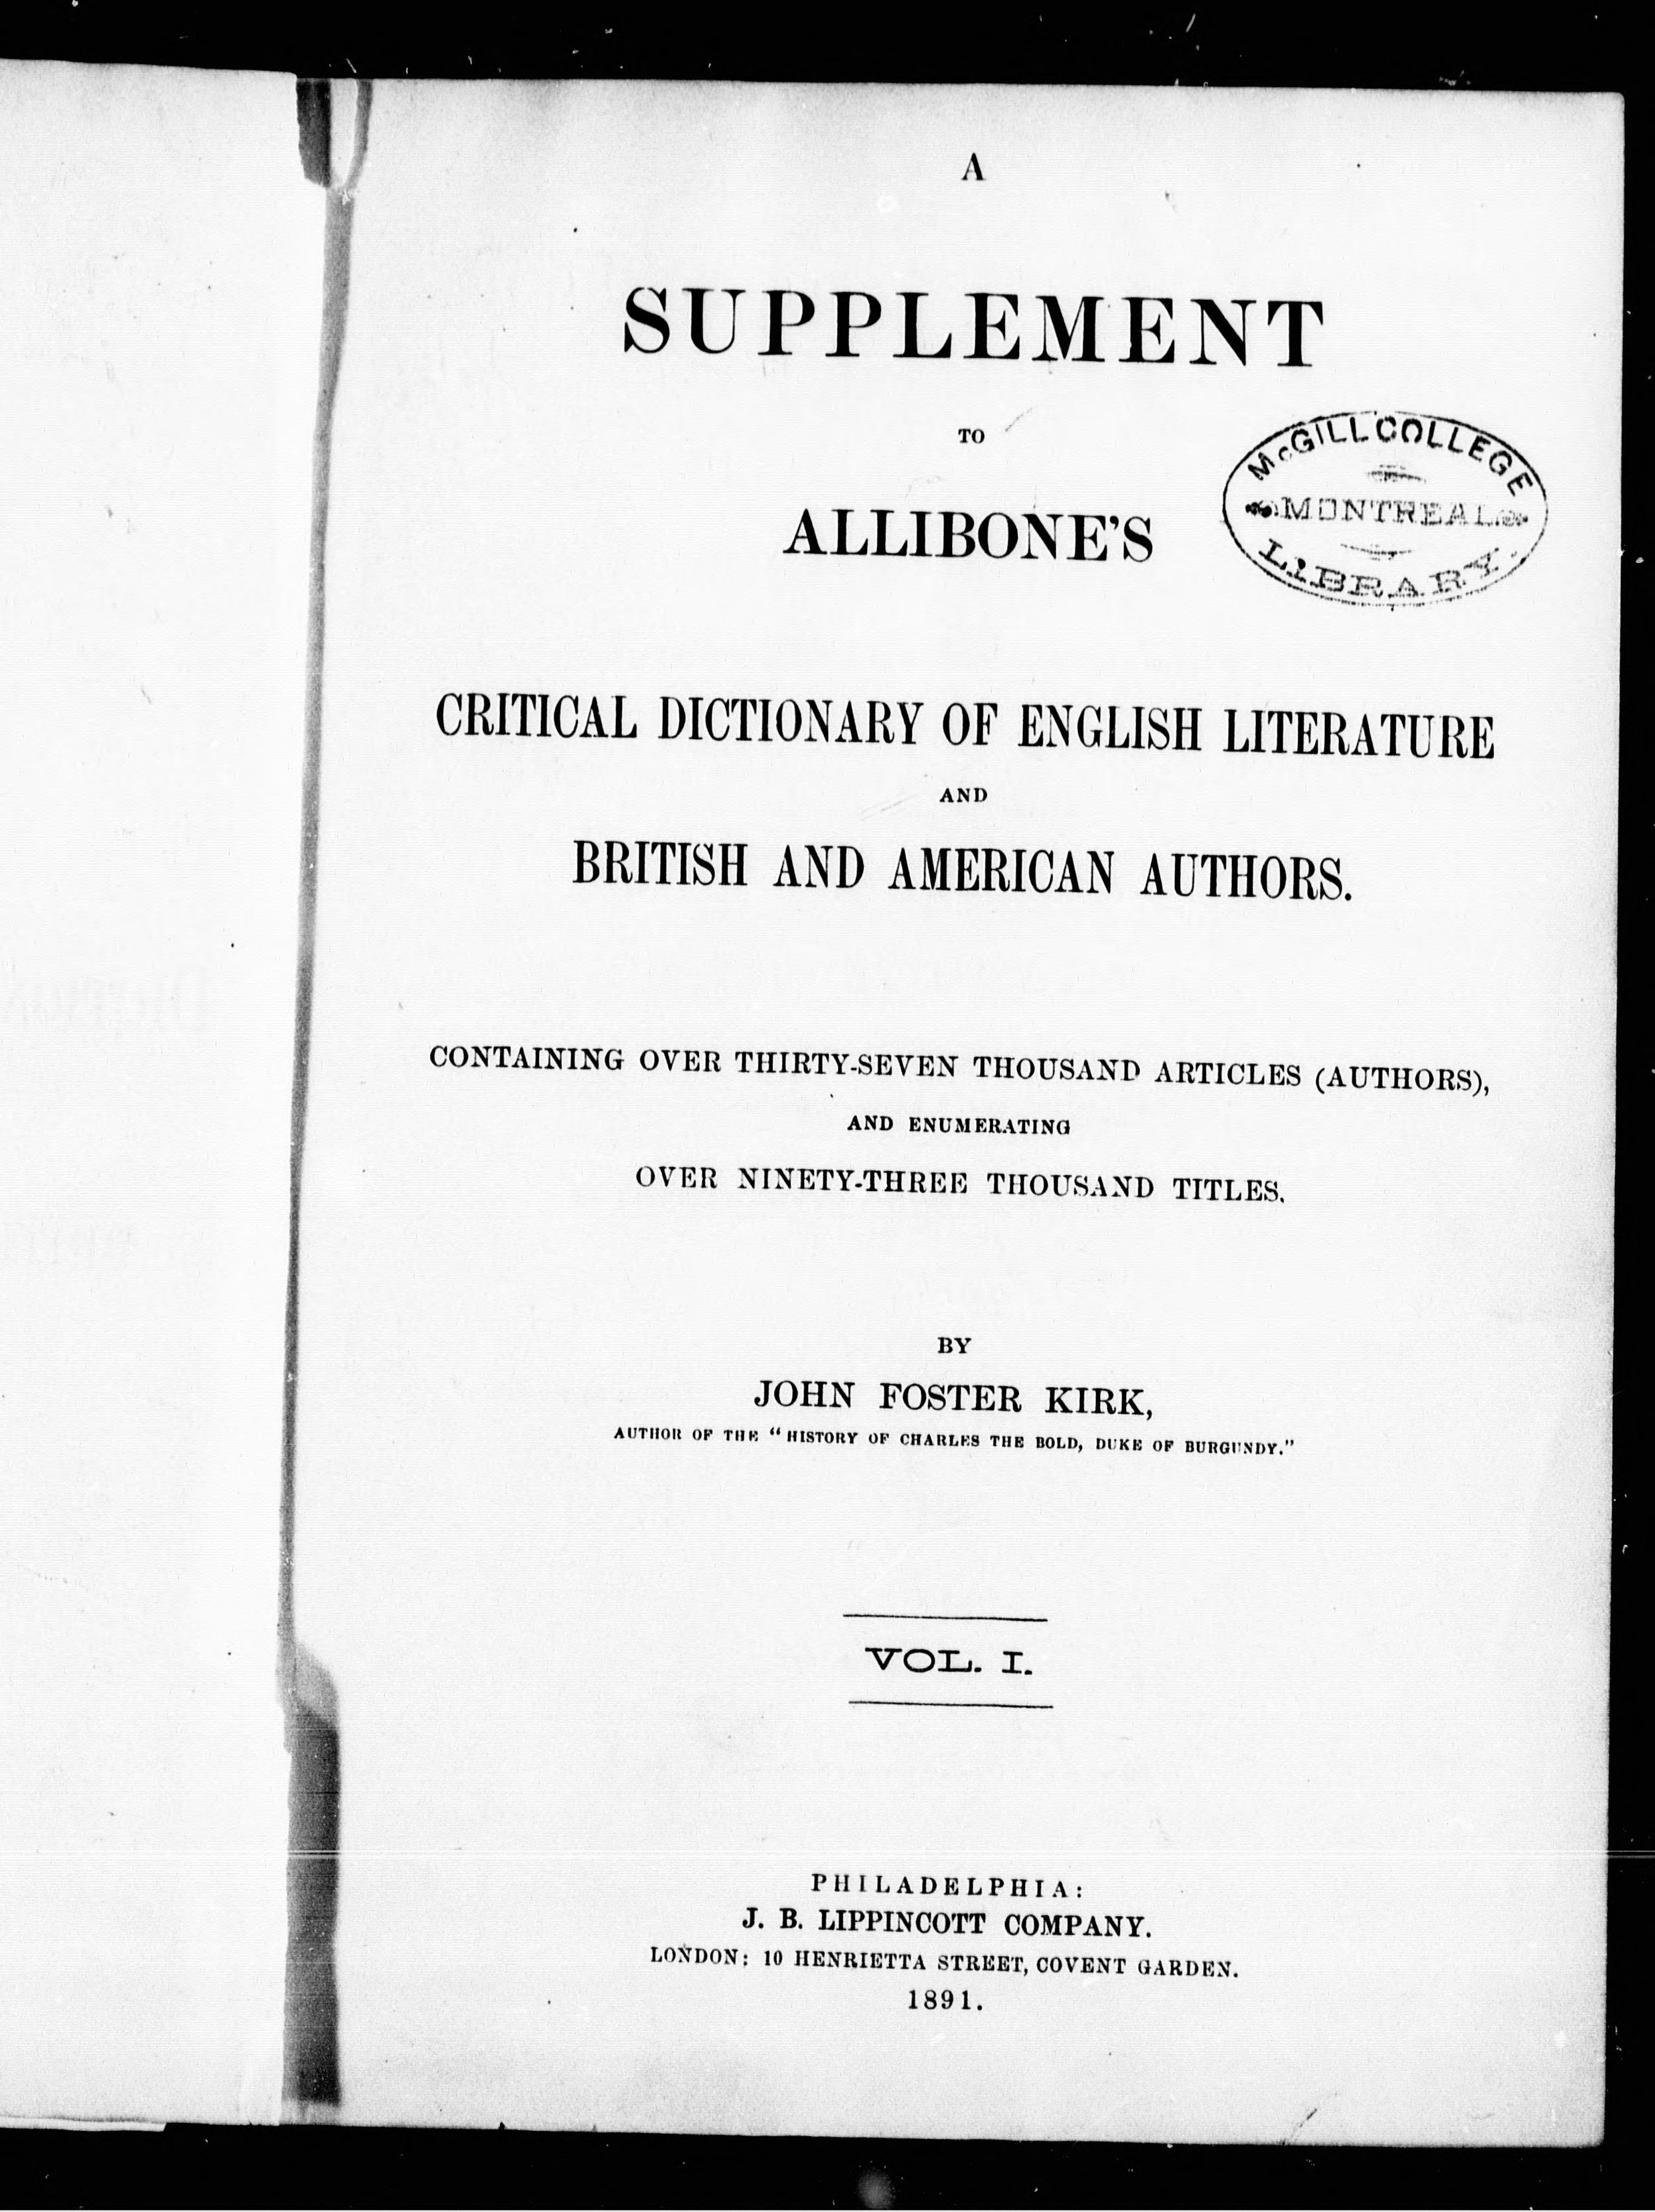 A
SUPPLEMENT
TO
ALLIBONE'S
McGILL COLLEGE
MONTREAL
LIBRARY
CRITICAL DICTIONARY OF ENGLISH LITERATURE
AND
BRITISH AND AMERICAN AUTHORS.
CONTAINING OVER THIRTY-SEVEN THOUSAND ARTICLES (AUTHORS),
AND ENUMERATING
OVER NINETY-THREE THOUSAND TITLES.
BY
JOHN FOSTER KIRK,
AUTHOR OF THE "HISTORY OF CHARLES THE BOLD, DUKE OF BURGUNDY."
VOL. I.
PHILADELPHIA:
J. B. LIPPINCOTT COMPANY.
LONDON: 10 HENRIETTA STREET, COVENT GARDEN.
1891.